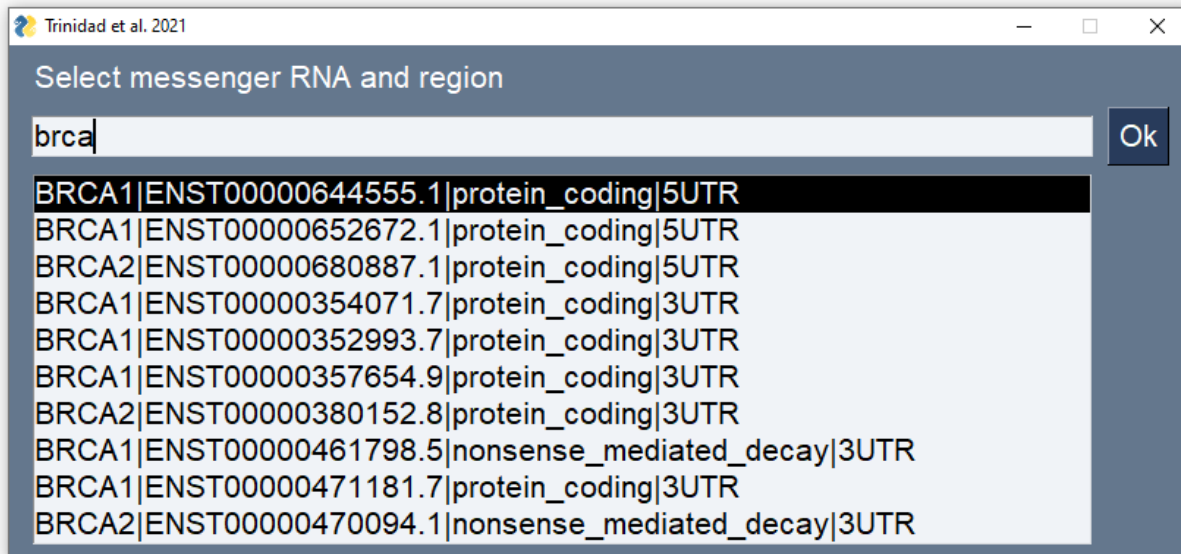 Trinidad et al. 2021
Select messenger RNA and region
brca
Ok
BRCA1|ENST00000644555.1|protein_coding|5UTR
BRCA1|ENST00000652672.1|protein_coding|5UTR
BRCA2|ENST00000680887.1|protein_coding|5UTR
BRCA1|ENST00000354071.7|protein_coding|3UTR
BRCA1|ENST00000352993.7|protein_coding|3UTR
BRCA1|ENST00000357654.9|protein_coding|3UTR
BRCA2|ENST00000380152.8|protein_coding|3UTR
BRCA1|ENST00000461798.5|nonsense_mediated_decay|3UTR
BRCA1|ENST00000471181.7|protein_coding|3UTR
BRCA2|ENST00000470094.1|nonsense_mediated_decay|3UTR